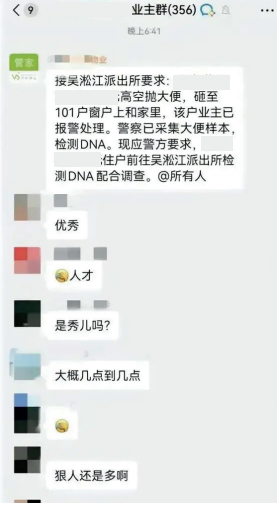 9
业主群(356)
晚上6:41
管家
物业
接吴淞江派出所要求:
高空抛大便,砸至
101户窗户上和家里,该户业主已
报警处理。警察已采集大便样本,
检测DNA。现应警方要求,
住户前往吴淞江派出所检
测DNA配合调查。@所有人
优秀
人才
是秀儿吗?
大概几点到几点
狠人还是多啊